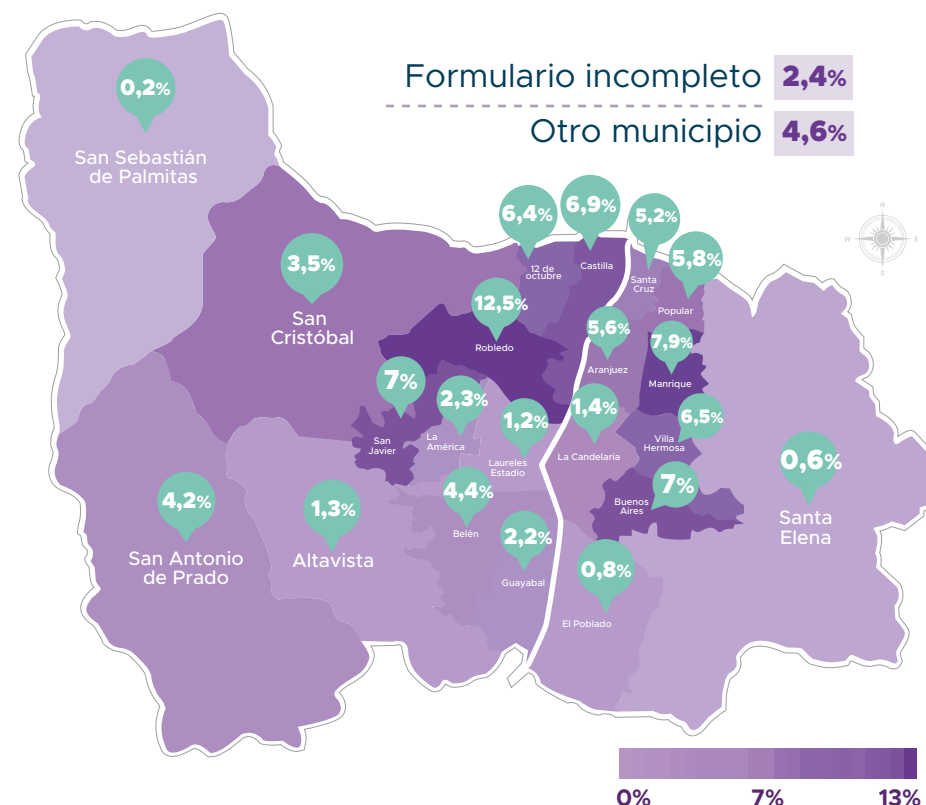 0,2%
San Sebastián
de Palmitas
Formulario incompleto 2,4%
Otro municipio 4,6%
N
W
E
S
3,5%
San
Cristóbal
6,4%
12 de
octubre
6,9%
Castilla
5,2%
Santa
Cruz
5,8%
Popular
12,5%
Robledo
5,6%
Aranjuez
7,9%
Manrique
7%
San
Javier
2,3%
La
América
1,2%
Laureles
Estadio
1,4%
La Candelaria
6,5%
Villa
Hermosa
4,2%
San Antonio
de Prado
1,3%
Altavista
4,4%
Belén
2,2%
Guayabal
7%
Buenos
Aires
0,6%
Santa
Elena
0,8%
El Poblado
0%
7%
13%